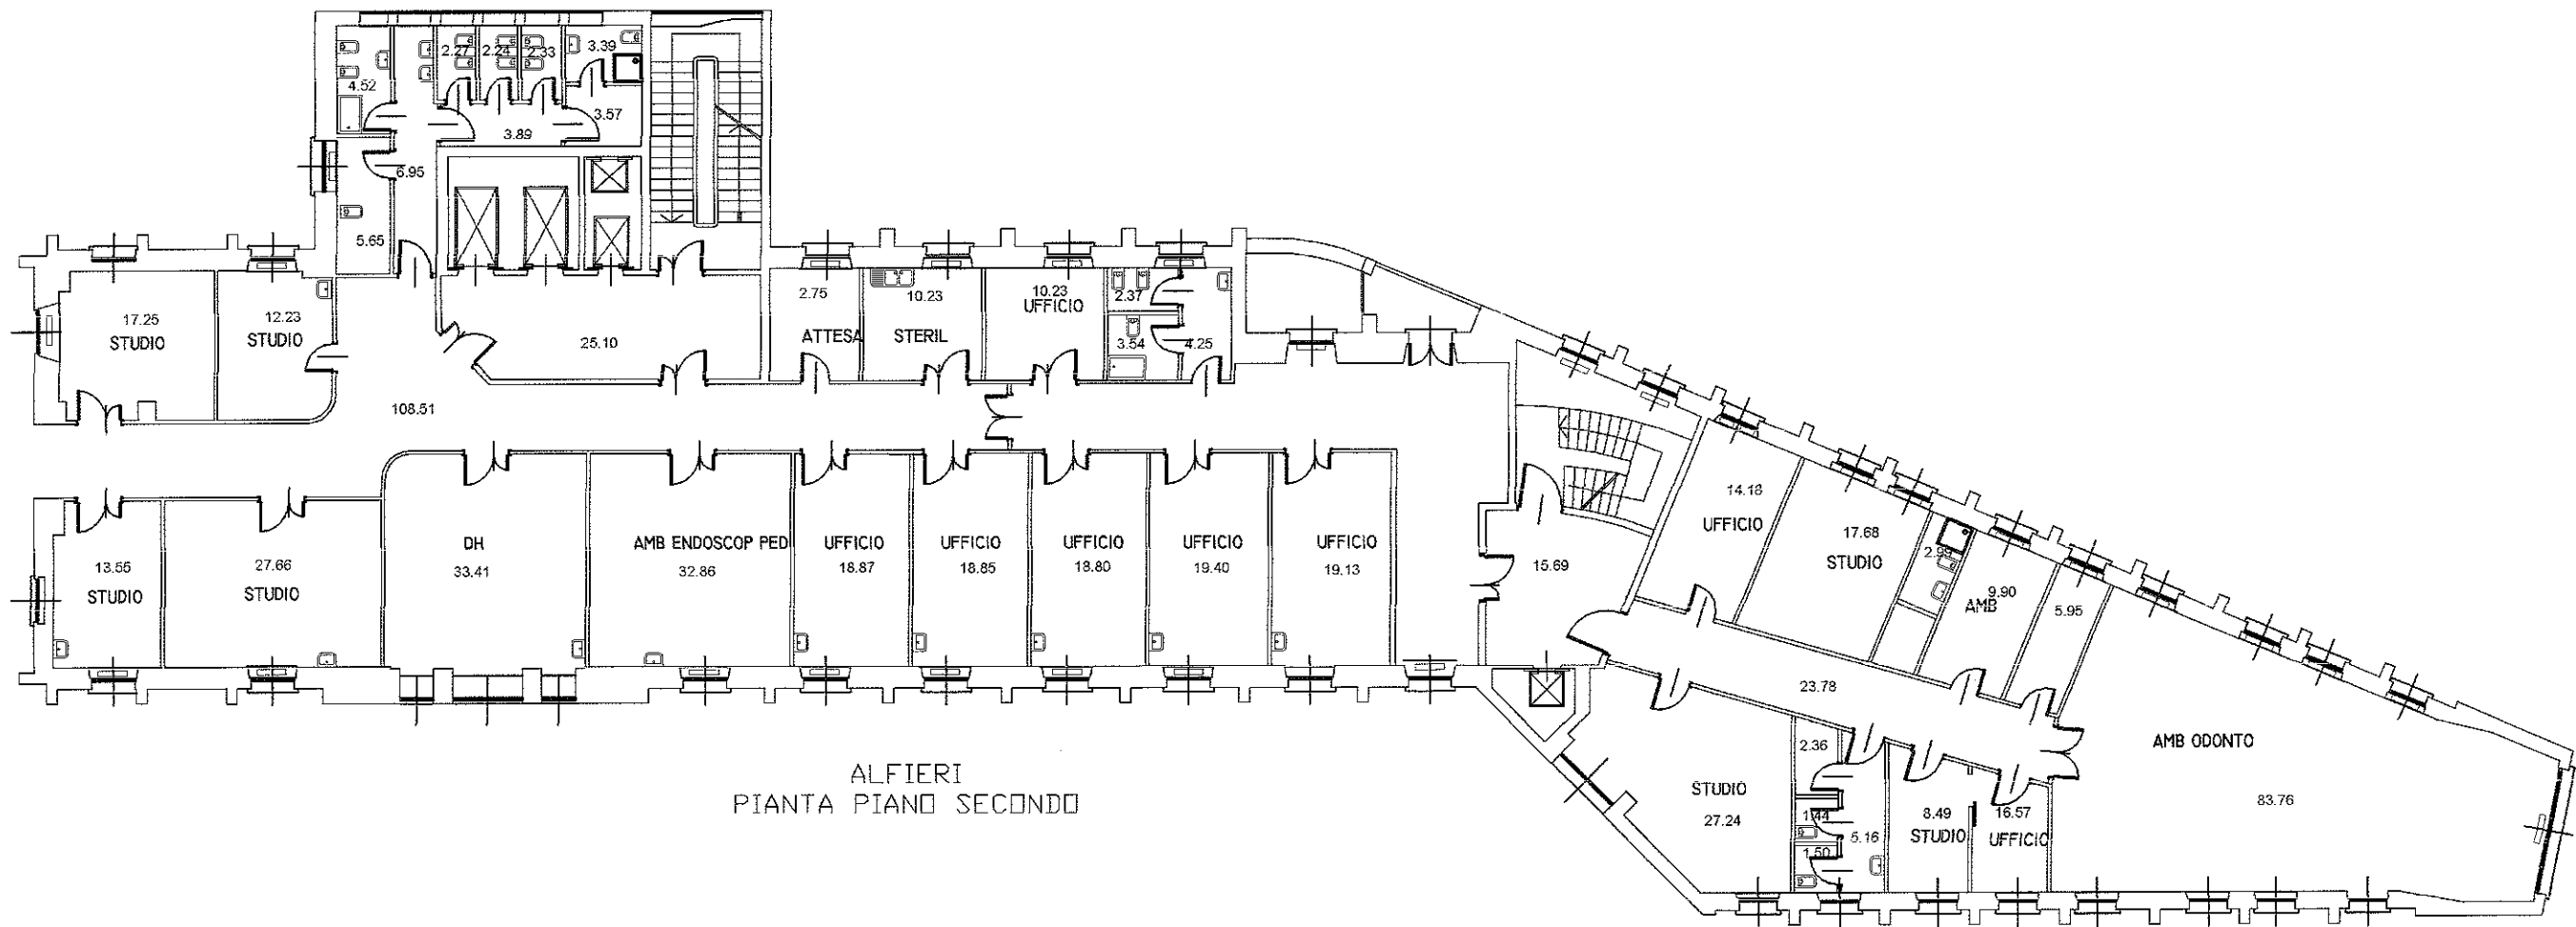 2.27
2.24
2.33
3.39
4.52
3.57
3.89
6.95
5.65
17.25
STUDIO
12.23
STUDIO
25.10
2.75
ATTESA
10.23
STERIL
10.23
UFFICIO
2.37
3.54
4.25
108.51
13.55
STUDIO
27.66
STUDIO
DH
33.41
AMB ENDOSCOP PED
32.86
UFFICIO
18.87
UFFICIO
18.85
UFFICIO
18.80
UFFICIO
19.40
UFFICIO
19.13
15.69
14.18
UFFICIO
17.68
STUDIO
2.99
9.90
AMB
5.95
23.78
AMB ODONTO
83.76
STUDIO
27.24
2.36
1.44
1.50
5.16
8.49
STUDIO
16.57
UFFICIO
ALFIERI
PIANTA PIANO SECONDO